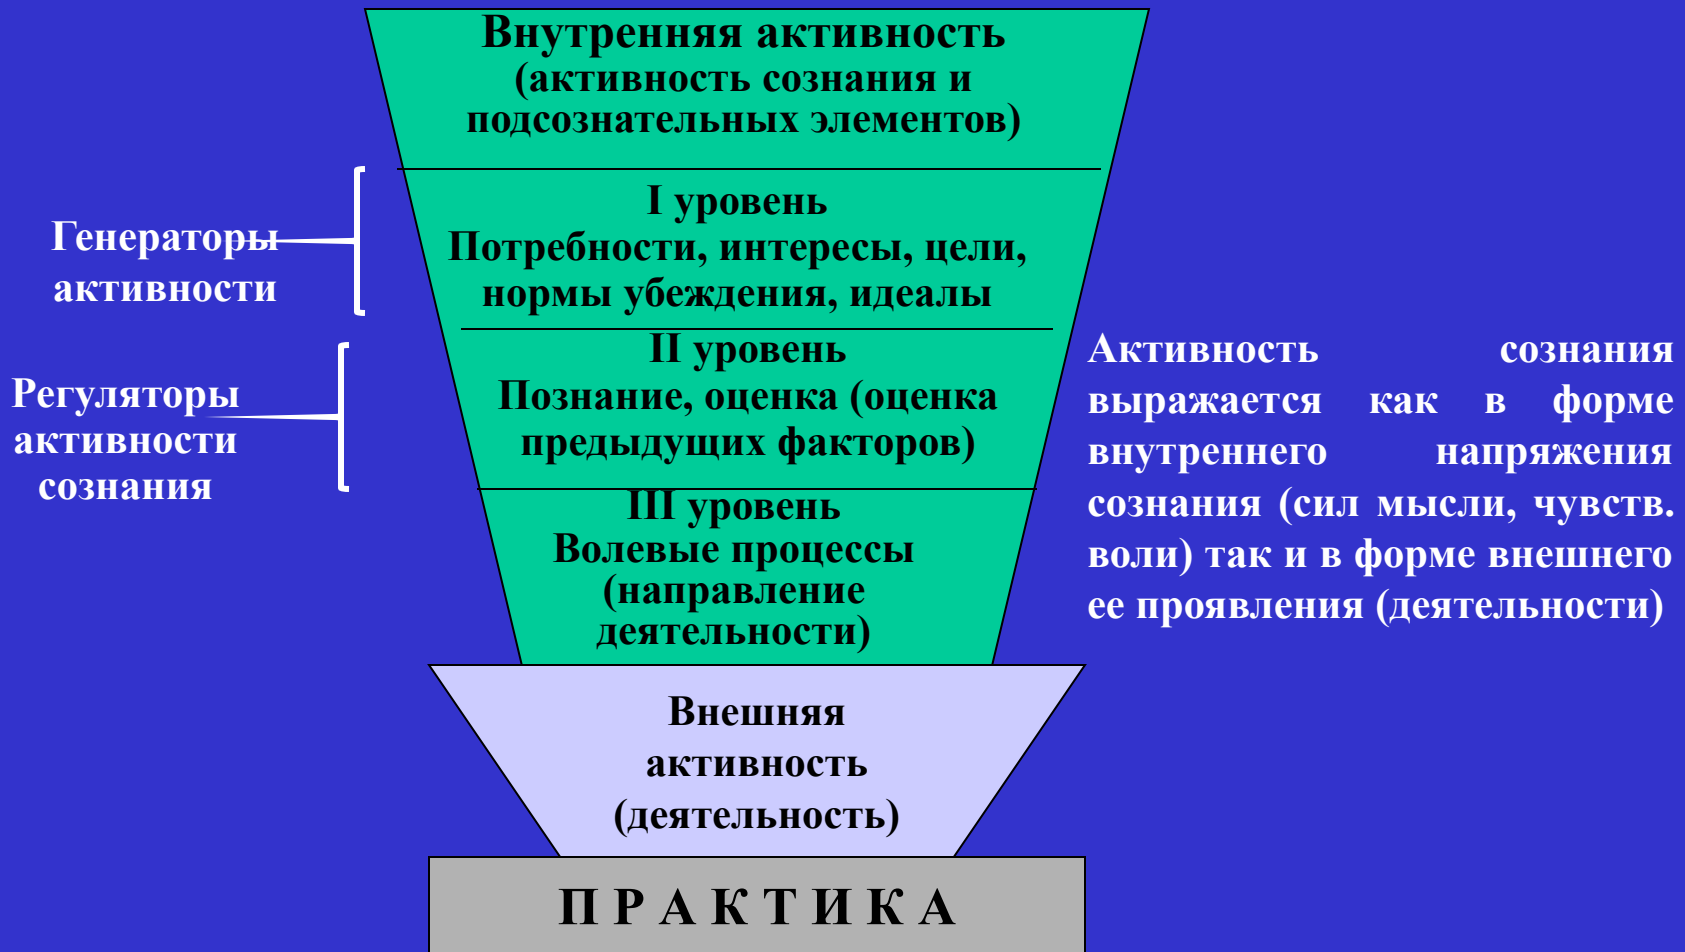 Внутренняя активность
(активность сознания и
подсознательных элементов)
Генераторы
активности
I уровень
Потребности, интересы, цели,
нормы убеждения, идеалы
Регуляторы
активности
сознания
II уровень
Познание, оценка (оценка
предыдущих факторов)
III уровень
Волевые процессы
(направление
деятельности)
Активность сознания
выражается как в форме
внутреннего напряжения
сознания (сил мысли, чувств.
воли) так и в форме внешнего
ее проявления (деятельности)
Внешняя
активность
(деятельность)
П Р А К Т И К А